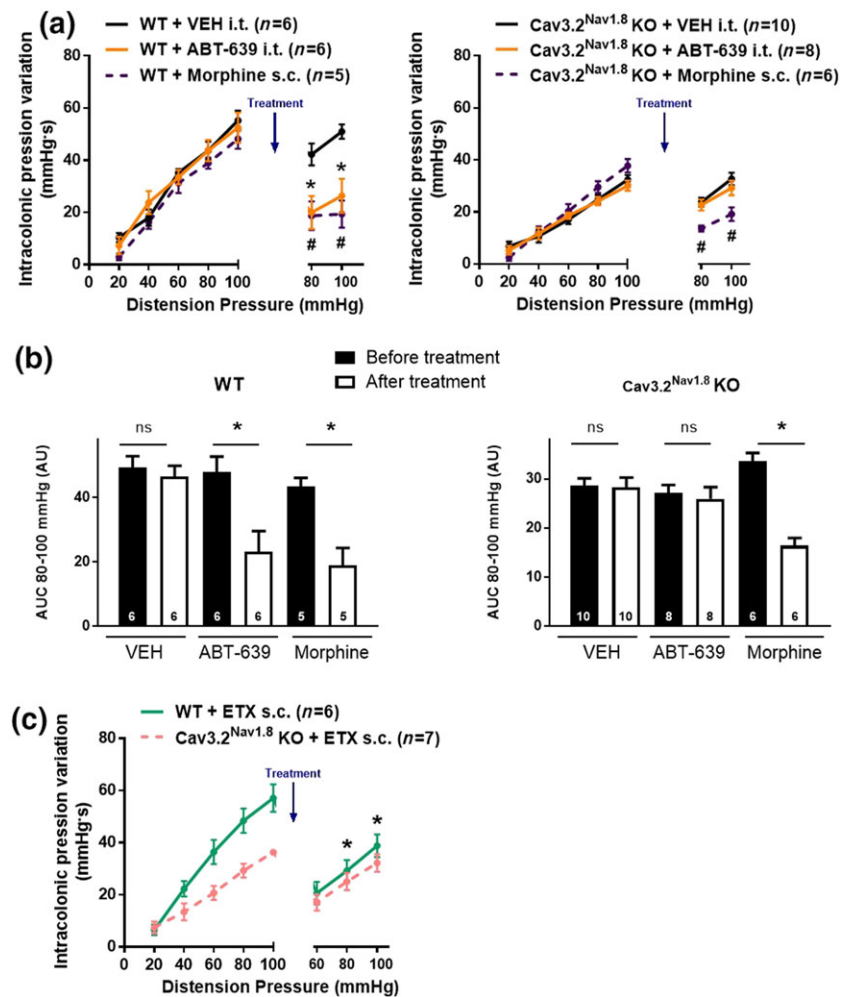 (a)
WT + VEH i.t. (n=6)
WT + ABT-639 i.t. (n=6)
WT + Morphine s.c. (n=5)
Intracolonic pression variation
(mmHg·s)
80
60
40
20
0
Treatment
*
*
#
#
0 20 40 60 80 100 80 100
Distension Pressure (mmHg)
Cav3.2Nav1.8 KO + VEH i.t. (n=10)
Cav3.2Nav1.8 KO + ABT-639 i.t. (n=8)
Cav3.2Nav1.8 KO + Morphine s.c. (n=6)
Intracolonic pression variation
(mmHg·s)
80
60
40
20
0
Treatment
#
#
0 20 40 60 80 100 80 100
Distension Pressure (mmHg)
(b)
Before treatment
After treatment
WT
ns * *
AUC 80-100 mmHg (AU)
40
20
0
6 6 6 6 5 5
VEH ABT-639 Morphine
Cav3.2Nav1.8 KO
ns ns *
AUC 80-100 mmHg (AU)
30
20
10
0
10 10 8 8 6 6
VEH ABT-639 Morphine
(c)
WT + ETX s.c. (n=6)
Cav3.2Nav1.8 KO + ETX s.c. (n=7)
Intracolonic pression variation
(mmHg·s)
80
60
40
20
0
Treatment
*
*
0 20 40 60 80 100 60 80 100
Distension Pressure (mmHg)